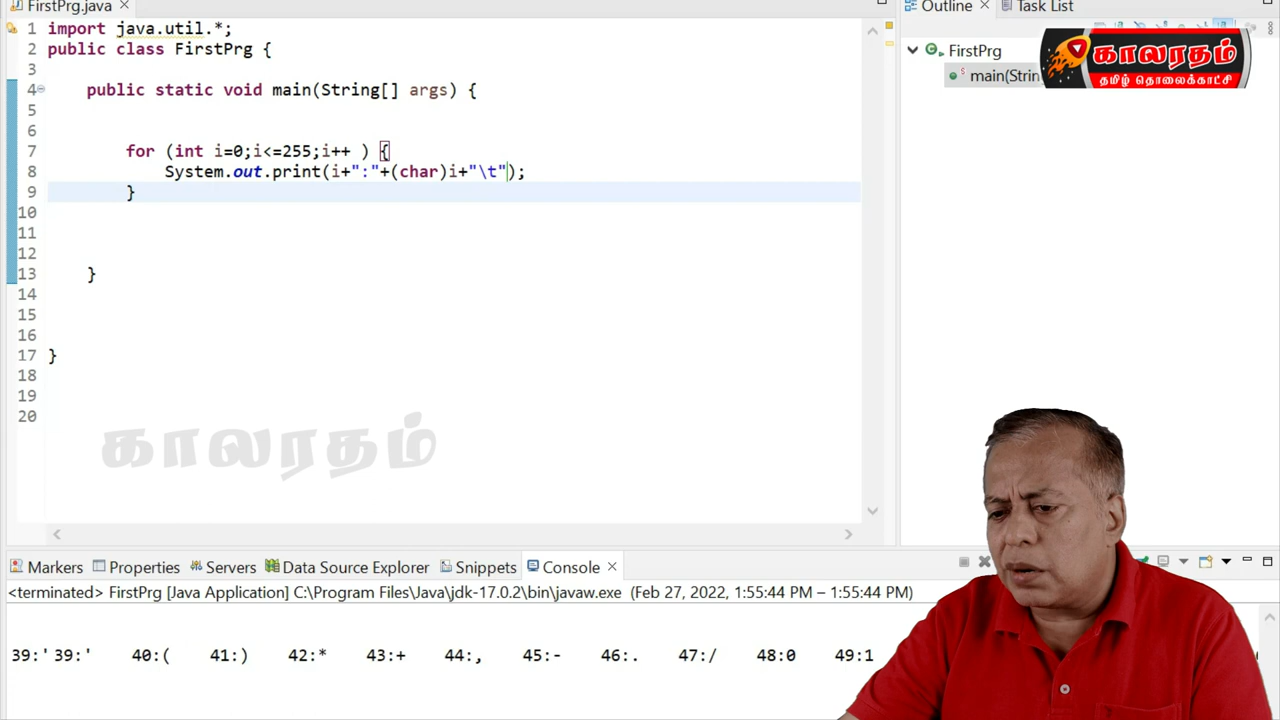 FirstPrg.java
Outline
Task List
1 import java.util.*;
2 public class FirstPrg {
3
4 public static void main(String[] args) {
5
6
7 for (int i=0;i<=255;i++ ) {
8 System.out.print(i+":"+(char)i+"\t");
9 }
10
11
12
13 }
14
15
16
17 }
18
19
20
FirstPrg
main(Strin
காலரதம்
தமிழ் தொலைக்காட்சி
காலரதம்
Markers Properties Servers Data Source Explorer Snippets Console
<terminated> FirstPrg [Java Application] C:\Program Files\Java\jdk-17.0.2\bin\javaw.exe (Feb 27, 2022, 1:55:44 PM – 1:55:44 PM)
39:' 39:' 40:( 41:) 42:* 43:+ 44:, 45:- 46:. 47:/ 48:0 49:1